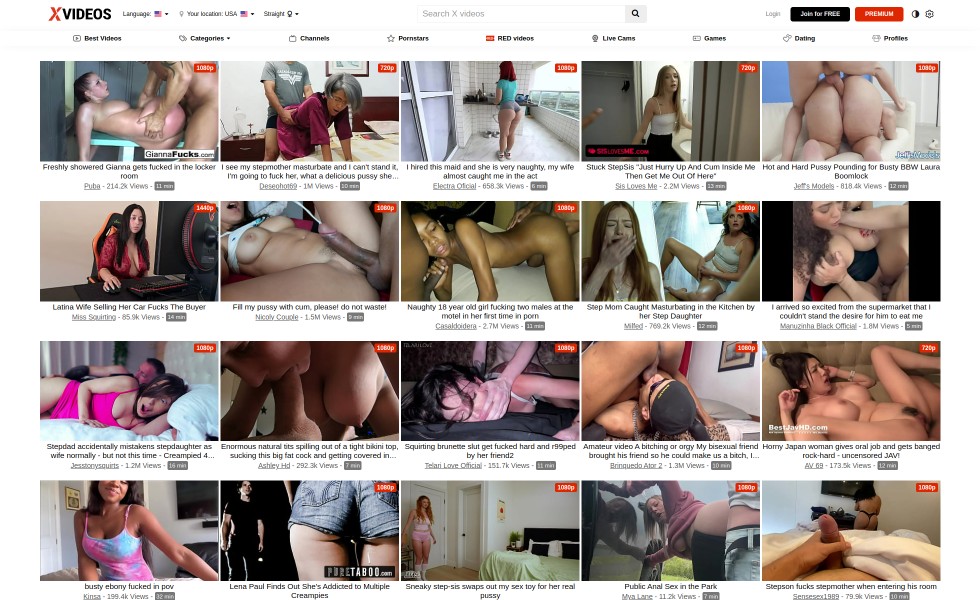 XVIDEOS
Language:
Your location: USA
Straight
Search X videos
Login
Join for FREE
PREMIUM
Best Videos
Categories
Channels
Pornstars
RED videos
Live Cams
Games
Dating
Profiles
1080p
720p
1080p
720p
1080p
GiannaFucks.com
SISLOVESME.COM
Jeff'sModels
Freshly showered Gianna gets fucked in the locker
room
Puba - 214.2k Views - 11 min
I see my stepmother masturbate and I can't stand it,
I'm going to fuck her, what a delicious pussy she...
Deseohot69 - 1M Views - 10 min
I hired this maid and she is very naughty, my wife
almost caught me in the act
Electra Oficial - 658.3k Views - 6 min
Stuck StepSis "Just Hurry Up And Cum Inside Me
Then Get Me Out Of Here"
Sis Loves Me - 2.2M Views - 13 min
Hot and Hard Pussy Pounding for Busty BBW Laura
Boomlock
Jeff's Models - 818.4k Views - 12 min
1440p
1080p
1080p
1080p
1080p
Latina Wife Selling Her Car Fucks The Buyer
Miss Squirting - 85.9k Views - 14 min
Fill my pussy with cum, please! do not waste!
Nicoly Couple - 1.5M Views - 9 min
Naughty 18 year old girl fucking two males at the
motel in her first time in porn
Casaldoidera - 2.7M Views - 11 min
Step Mom Caught Masturbating in the Kitchen by
her Step Daughter
Milfed - 769.2k Views - 12 min
I arrived so excited from the supermarket that I
couldn't stand the desire for him to eat me
Manuzinha Black Official - 1.8M Views - 5 min
1080p
1080p
1080p
1080p
720p
TELARI LOVE
BestJavHD.com
Stepdad accidentally mistakens stepdaughter as
wife normally - but not this time - Creampied 4...
Jesstonysquirts - 1.2M Views - 16 min
Enormous natural tits spilling out of a tight bikini top,
sucking this big fat cock and getting covered in...
Ashley Hd - 292.3k Views - 7 min
Squirting brunette slut get fucked hard and r99ped
by her friend2
Telari Love Official - 151.7k Views - 11 min
Amateur video A bitching or orgy My bisexual friend
brought his friend so he could make us a bitch, I...
Brinquedo Ator 2 - 1.3M Views - 10 min
Horny Japan woman gives oral job and gets banged
rock-hard - uncensored JAV!
AV 69 - 173.5k Views - 12 min
1080p
1080p
1080p
1080p
1080p
PURETABOO.COM
busty ebony fucked in pov
Kinsa - 199.4k Views - 32 min
Lena Paul Finds Out She's Addicted to Multiple
Creampies
Sneaky step-sis swaps out my sex toy for her real
pussy
Public Anal Sex in the Park
Mya Lane - 11.2k Views - 7 min
Stepson fucks stepmother when entering his room
Sensesex1989 - 79.9k Views - 10 min